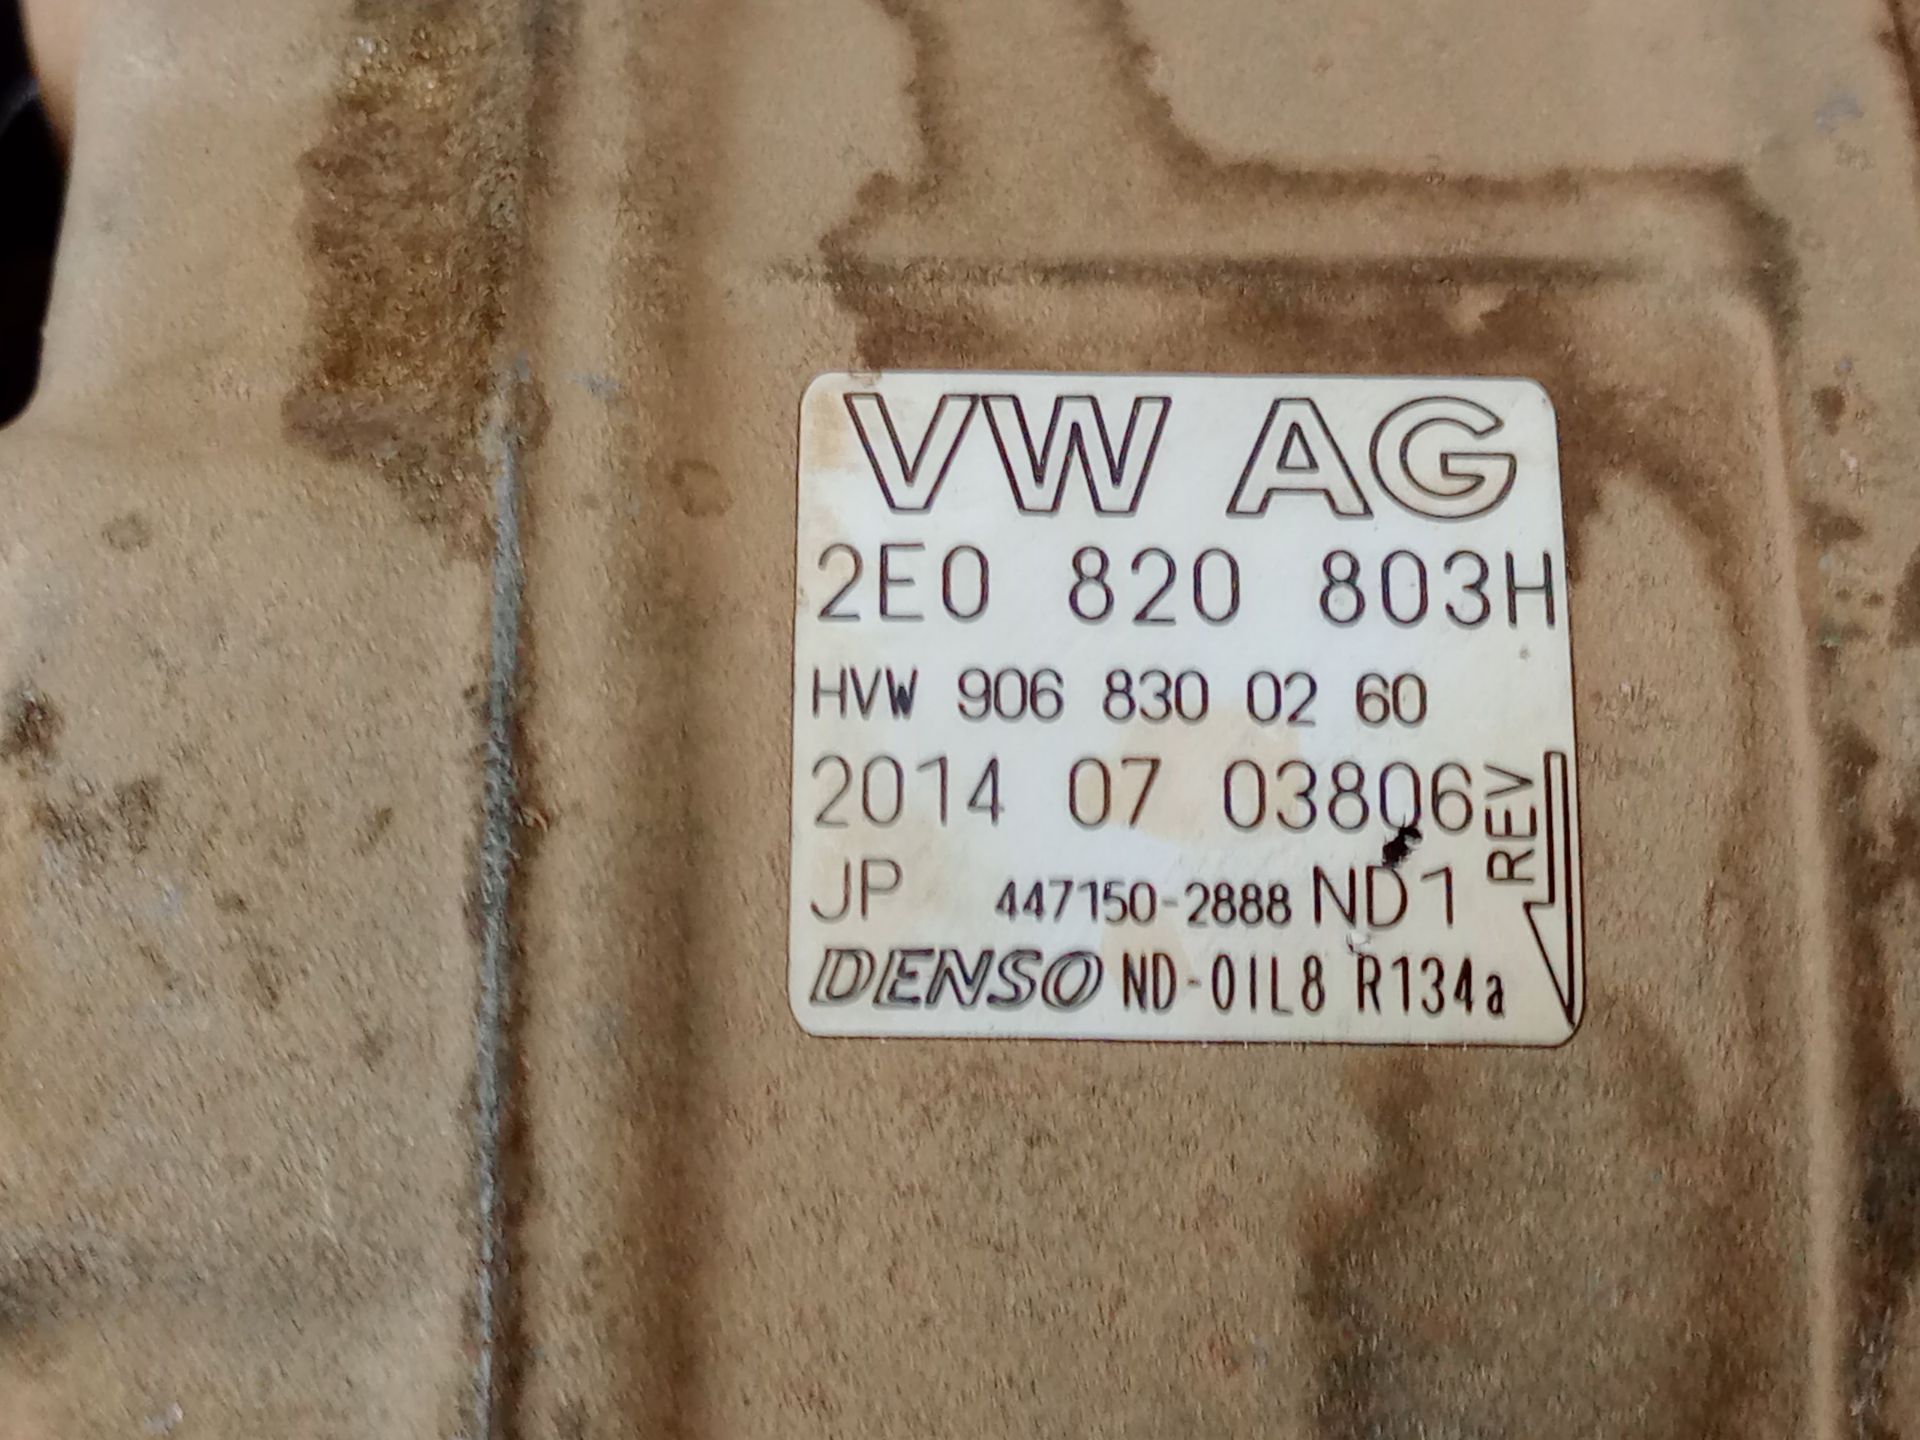 VW AG
2E0 820 803H
HVW 906 830 02 60
2014 07 03806
REV
JP 447150-2888 ND1
DENSO ND-OIL8 R134a